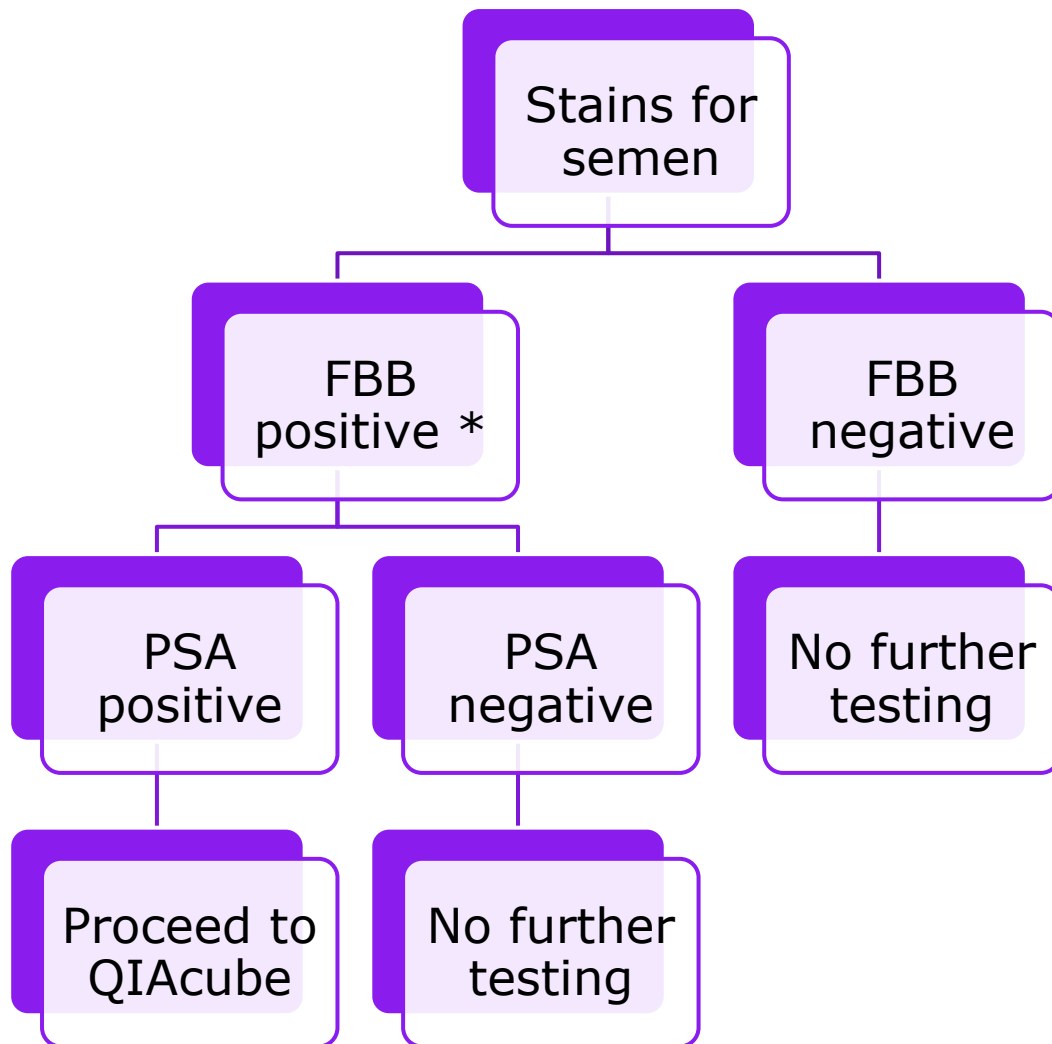 Stains for
semen
FBB
positive *
FBB
negative
PSA
positive
PSA
negative
No further
testing
Proceed to
QIAcube
No further
testing